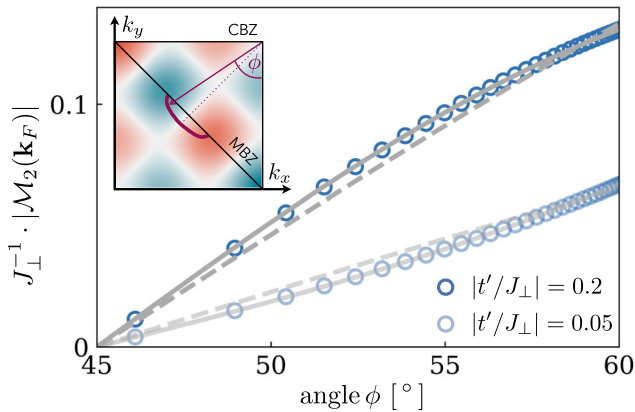 k_y
CBZ
ϕ
MBZ
k_x
J_⊥^{-1} · |ℳ_2(k_F)|
0.1
0
|t′/J_⊥| = 0.2
|t′/J_⊥| = 0.05
45
50
55
60
angle ϕ [°]